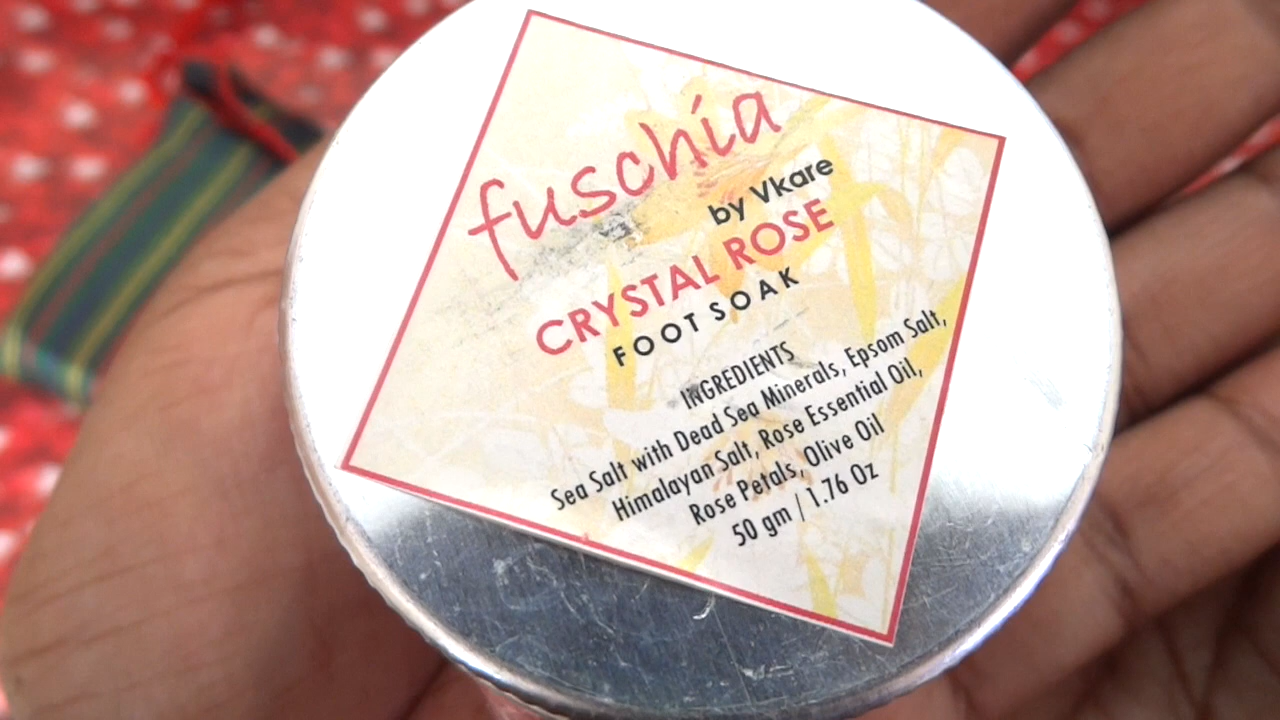 fuschia
by Vkare
CRYSTAL ROSE
FOOT SOAK
INGREDIENTS
Sea Salt with Dead Sea Minerals, Epsom Salt,
Himalayan Salt, Rose Essential Oil,
Rose Petals, Olive Oil
50 gm / 1.76 Oz